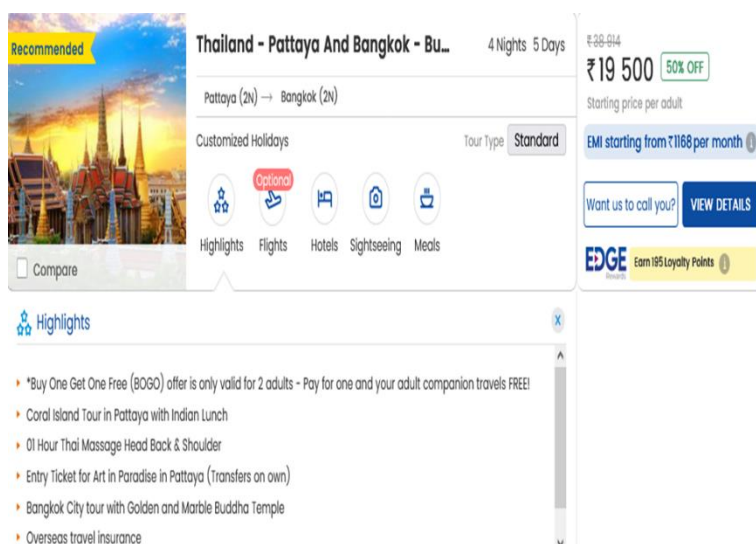 Recommended
Thailand - Pattaya And Bangkok - Bu...
4 Nights 5 Days
Pattaya (2N) → Bangkok (2N)
Customized Holidays
Tour Type Standard
Optional
Highlights Flights Hotels Sightseeing Meals
Compare
₹38 914
₹19 500 50% OFF
Starting price per adult
EMI starting from ₹1168 per month
Want us to call you? VIEW DETAILS
EDGE Rewards
Earn 195 Loyalty Points
Highlights
*Buy One Get One Free (BOGO) offer is only valid for 2 adults - Pay for one and your adult companion travels FREE!
Coral Island Tour in Pattaya with Indian Lunch
01 Hour Thai Massage Head Back & Shoulder
Entry Ticket for Art in Paradise in Pattaya (Transfers on own)
Bangkok City tour with Golden and Marble Buddha Temple
Overseas travel insurance